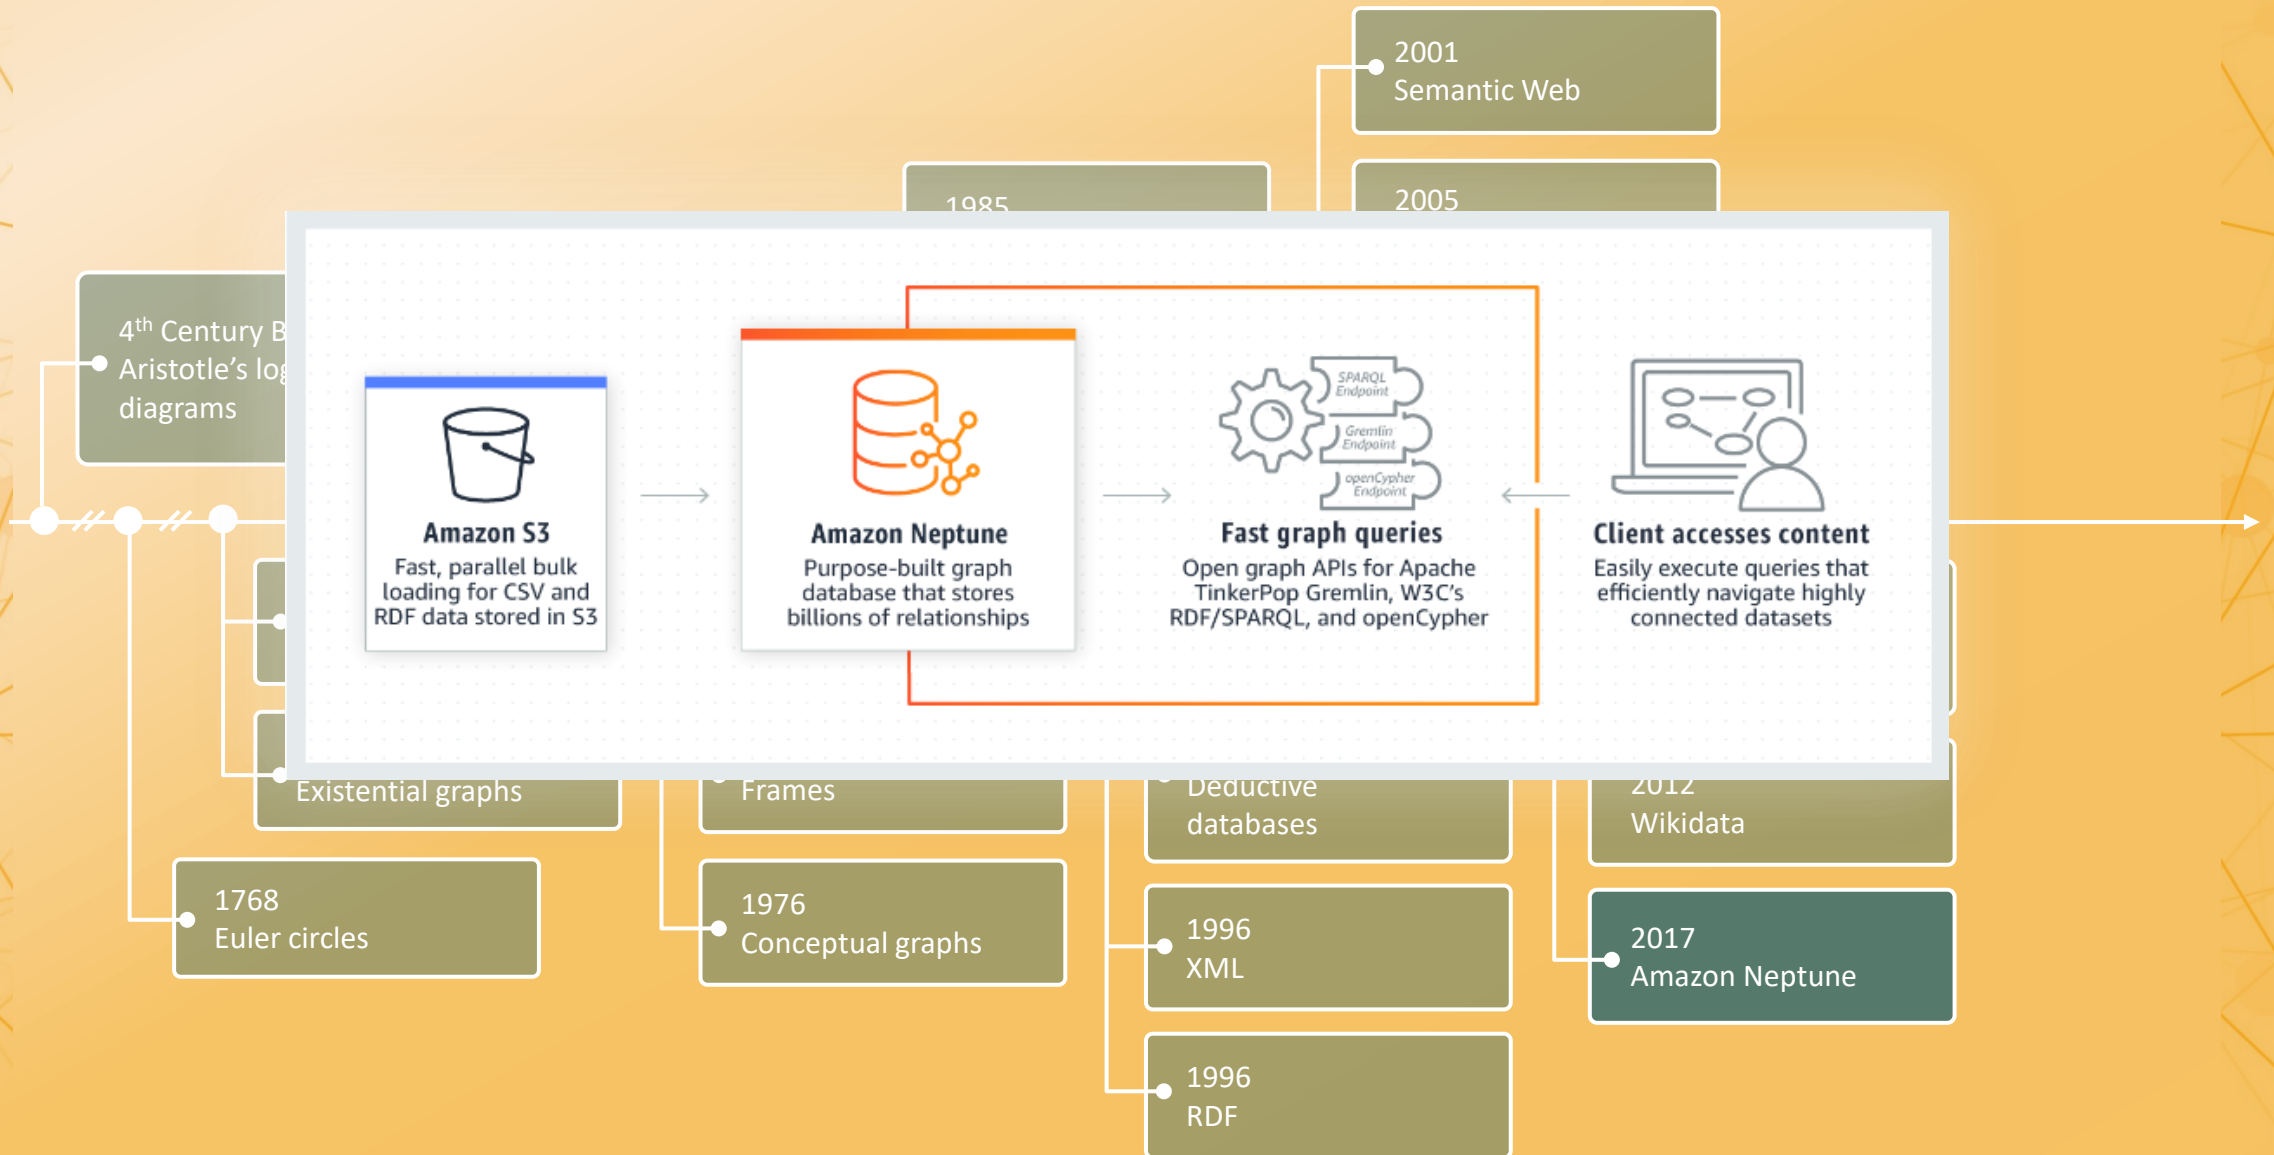 2001
Semantic Web
1985
2005
4th Century
Aristotle's
diagrams
SPARQL
Endpoint
Gremlin
Endpoint
openCypher
Endpoint
Amazon S3
Fast, parallel bulk
loading for CSV and
RDF data stored in S3
Amazon Neptune
Purpose-built graph
database that stores
billions of relationships
Fast graph queries
Open graph APIs for Apache
TinkerPop Gremlin, W3C's
RDF/SPARQL, and openCypher
Client accesses content
Easily execute queries that
efficiently navigate highly
connected datasets
Existential graphs
Frames
Deductive
databases
2012
Wikidata
1768
Euler circles
1976
Conceptual graphs
1996
XML
2017
Amazon Neptune
1996
RDF